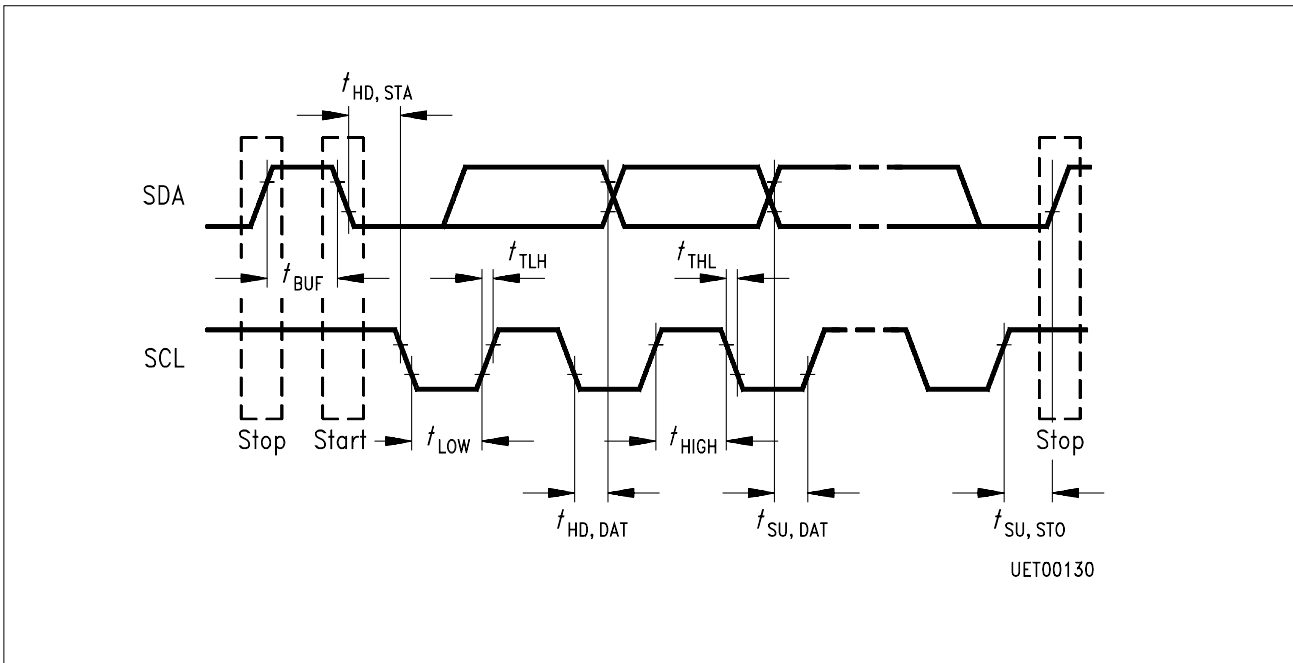 t HD, STA
SDA
t TLH
t THL
t BUF
SCL
Stop
Start
t LOW
t HIGH
Stop
t HD, DAT
t SU, DAT
t SU, STO
UET00130